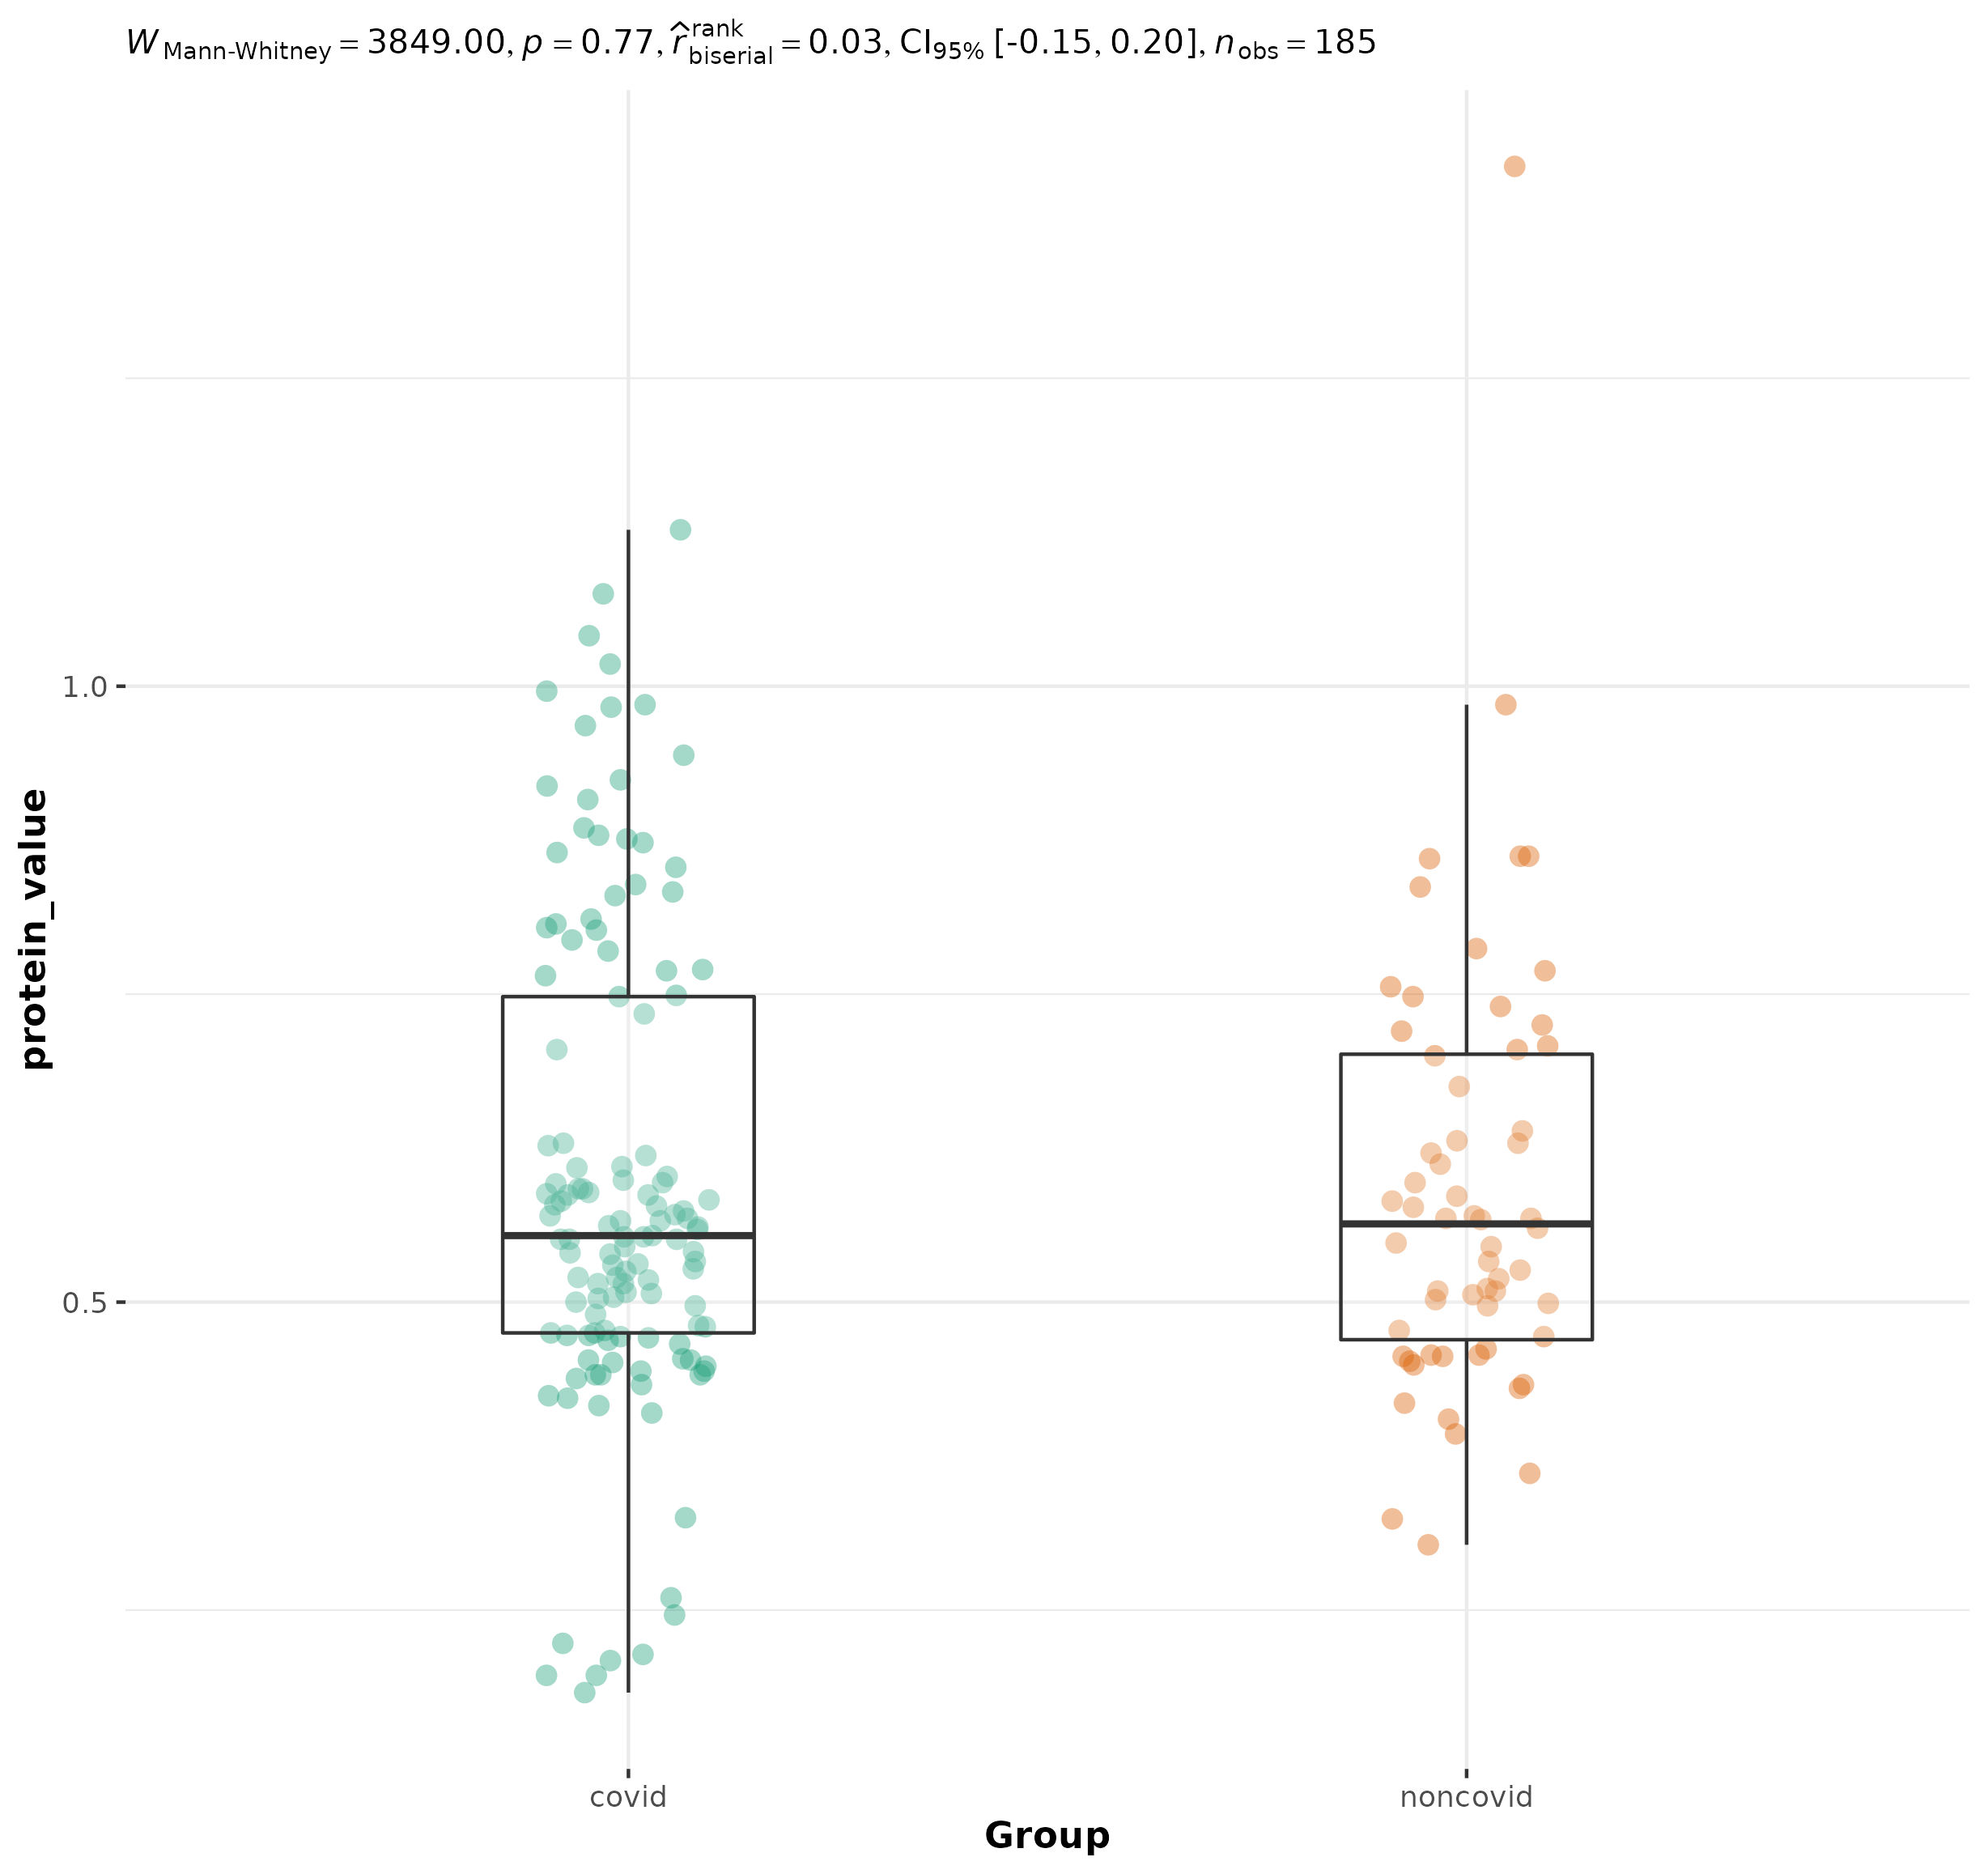 W Mann-Whitney = 3849.00, p = 0.77, r̂ rank biserial = 0.03, CI95% [-0.15, 0.20], n obs = 185
protein_value
1.0
0.5
covid noncovid
Group